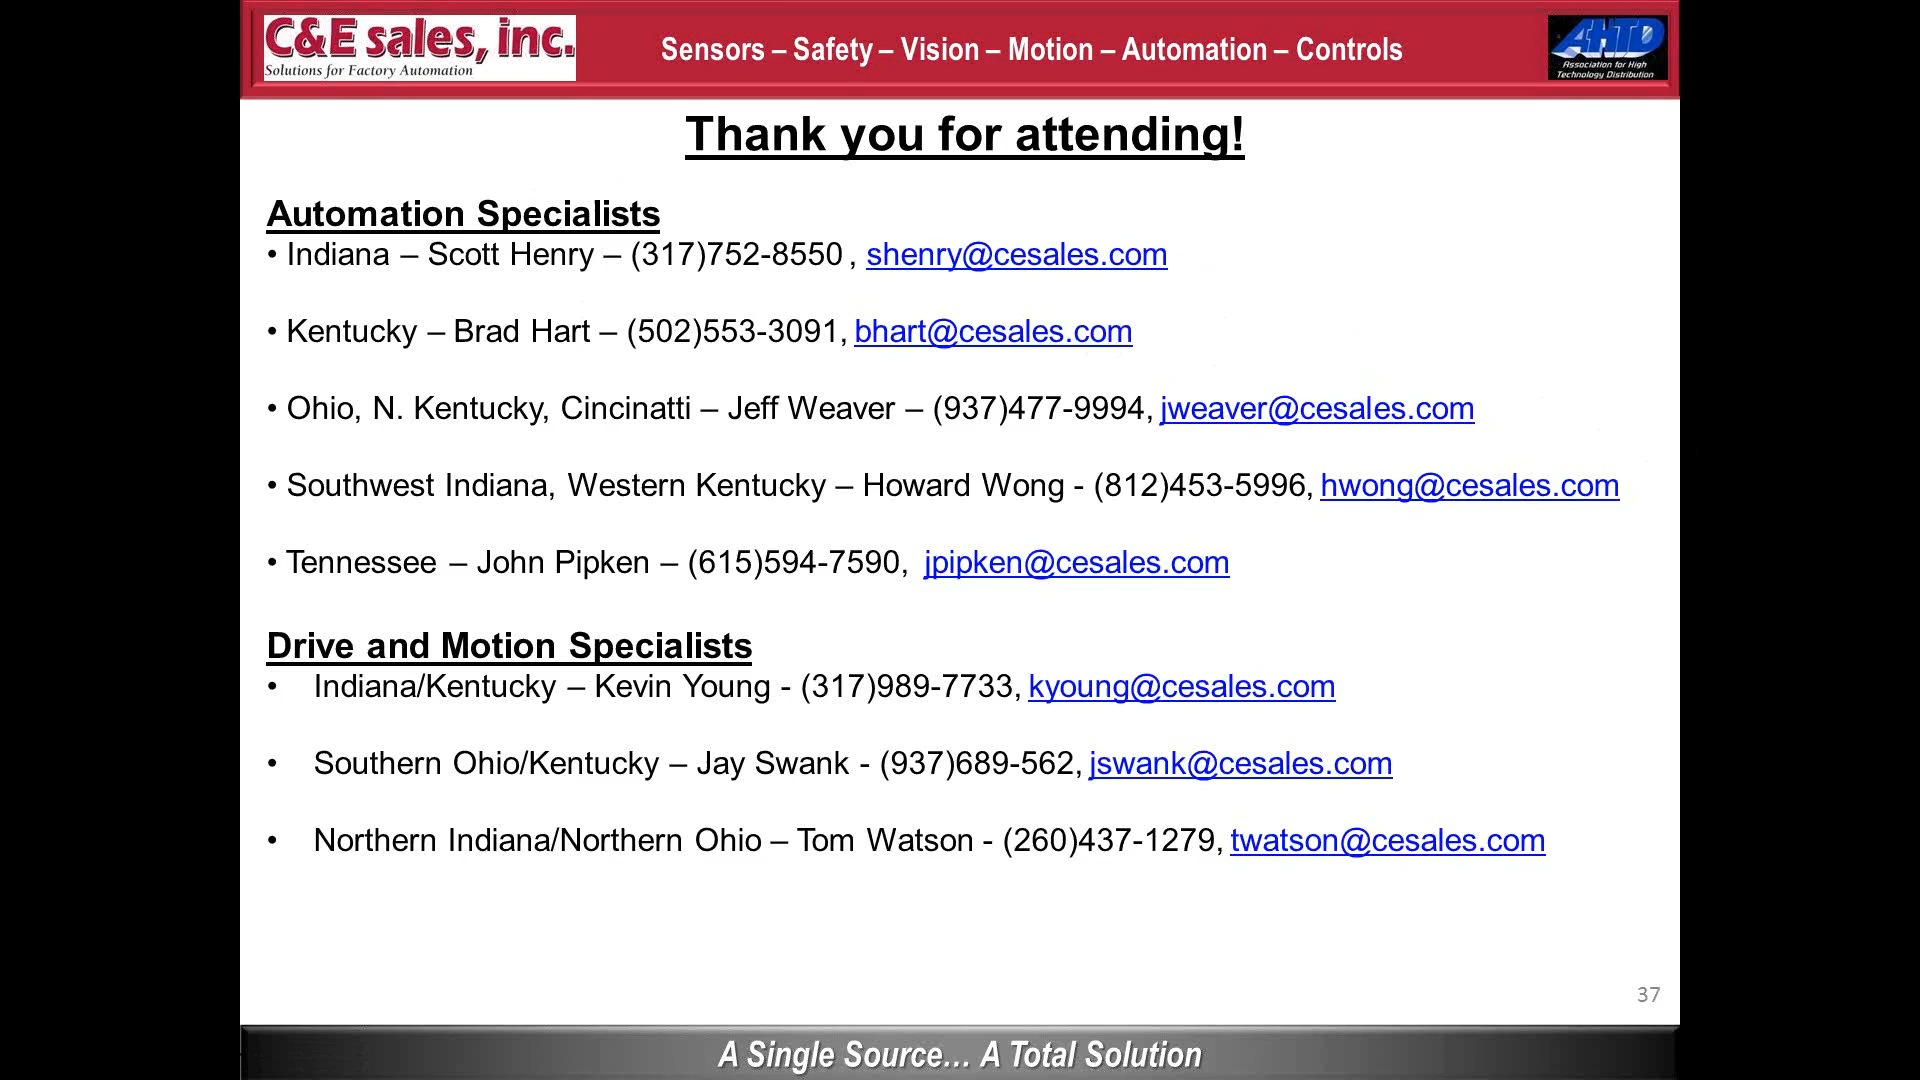 C&E sales, inc.
Solutions for Factory Automation
Sensors – Safety – Vision – Motion – Automation – Controls
AHTD
Association for High
Technology Distribution
Thank you for attending!
Automation Specialists
• Indiana – Scott Henry – (317)752-8550 , shenry@cesales.com
• Kentucky – Brad Hart – (502)553-3091, bhart@cesales.com
• Ohio, N. Kentucky, Cincinatti – Jeff Weaver – (937)477-9994, jweaver@cesales.com
• Southwest Indiana, Western Kentucky – Howard Wong - (812)453-5996, hwong@cesales.com
• Tennessee – John Pipken – (615)594-7590, jpipken@cesales.com
Drive and Motion Specialists
• Indiana/Kentucky – Kevin Young - (317)989-7733, kyoung@cesales.com
• Southern Ohio/Kentucky – Jay Swank - (937)689-562, jswank@cesales.com
• Northern Indiana/Northern Ohio – Tom Watson - (260)437-1279, twatson@cesales.com
37
A Single Source… A Total Solution